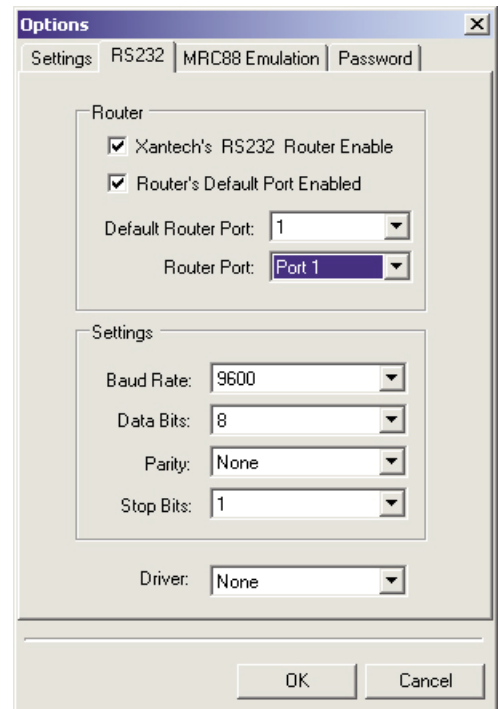 Options
Settings RS232 MRC88 Emulation Password
Router
Xantech's RS232 Router Enable
Router's Default Port Enabled
Default Router Port: 1
Router Port: Port 1
Settings
Baud Rate: 9600
Data Bits: 8
Parity: None
Stop Bits: 1
Driver: None
OK Cancel